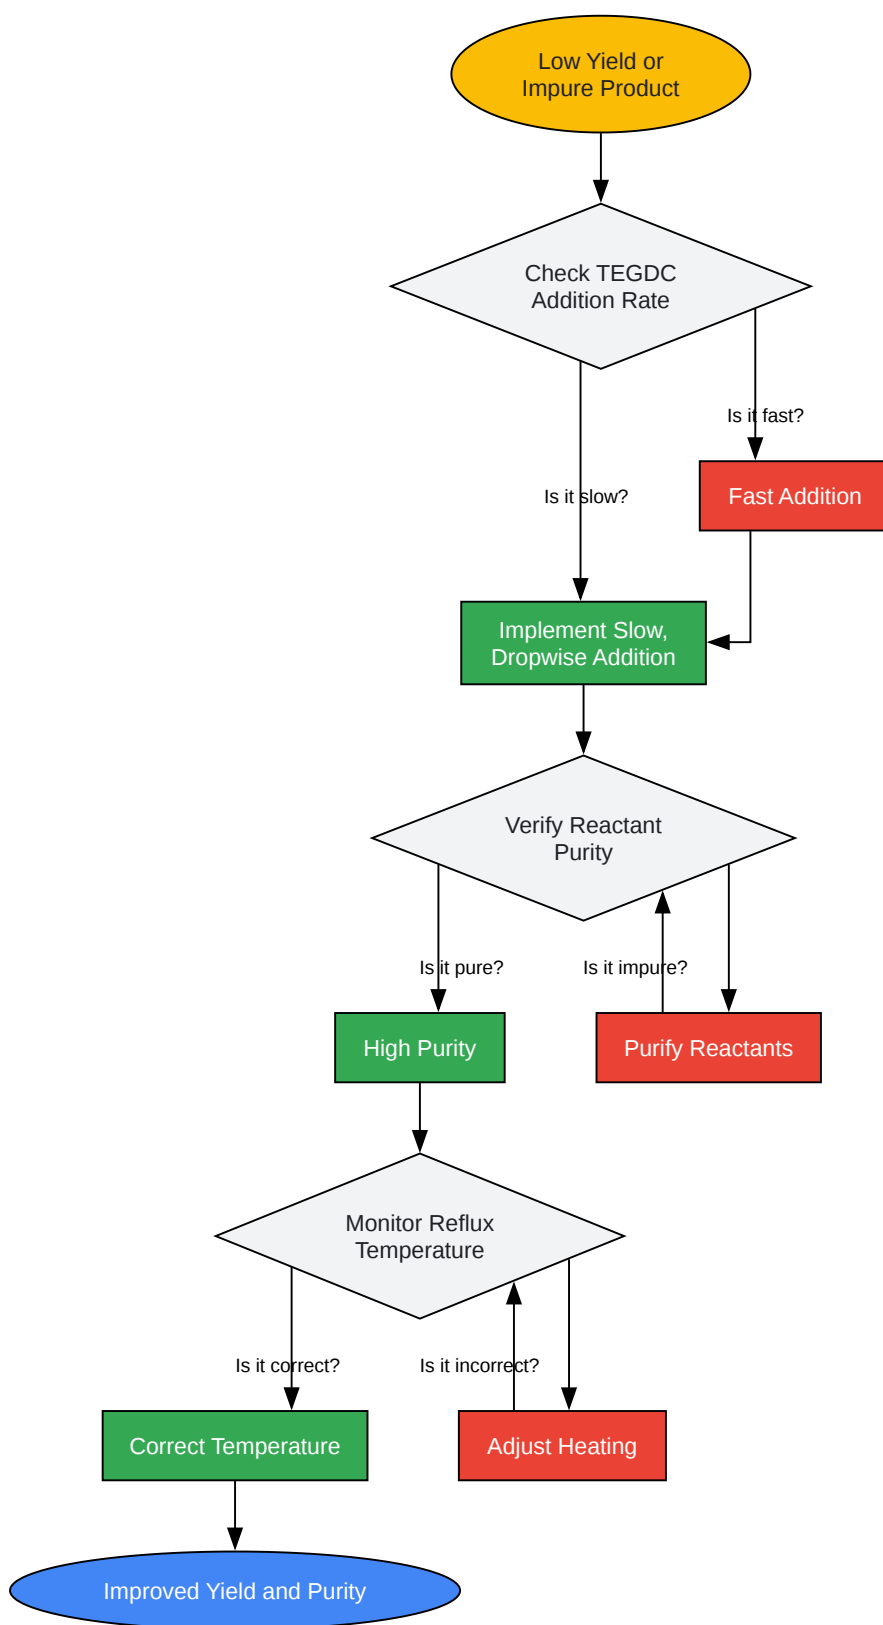 Low Yield or
Impure Product
Check TEGDC
Addition Rate
Is it fast?
Is it slow?
Fast Addition
Implement Slow,
Dropwise Addition
Verify Reactant
Purity
Is it pure?
Is it impure?
High Purity
Purify Reactants
Monitor Reflux
Temperature
Is it correct?
Is it incorrect?
Correct Temperature
Adjust Heating
Improved Yield and Purity